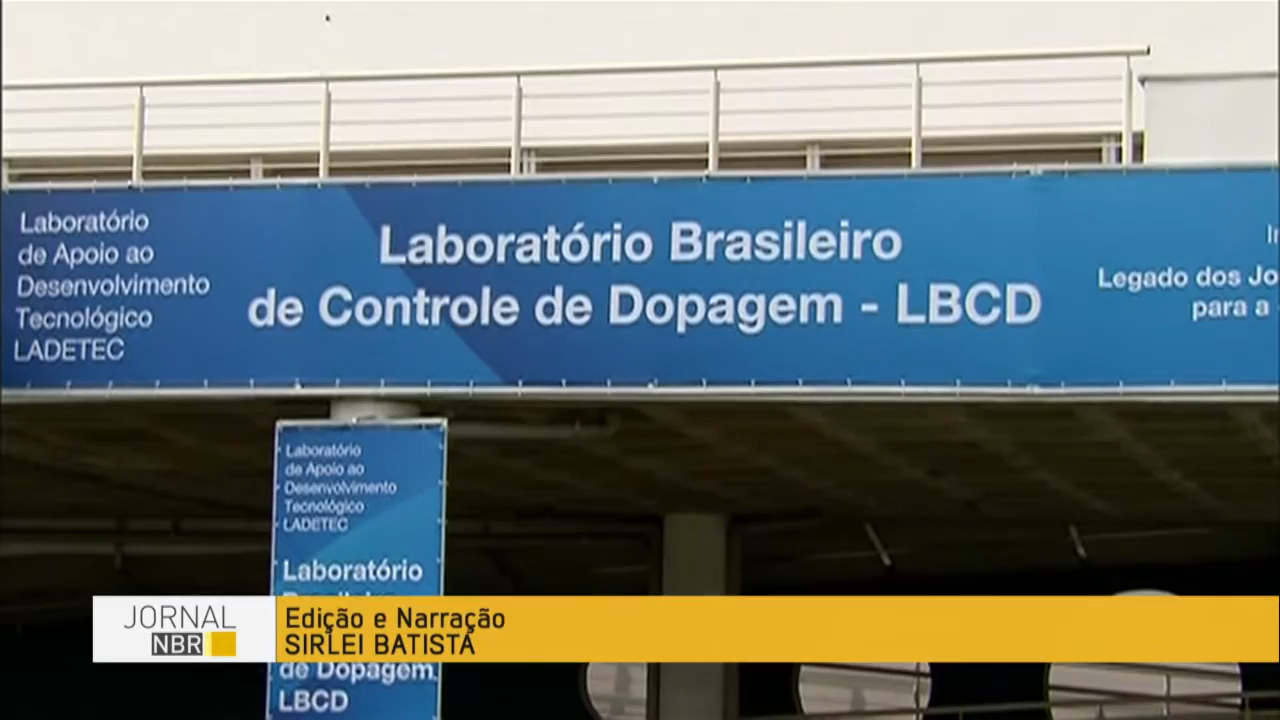 Laboratório
de Apoio ao
Desenvolvimento
Tecnológico
LADETEC
Laboratório Brasileiro
de Controle de Dopagem - LBCD
Legado dos
para a
Laboratório
de Apoio ao
Desenvolvimento
Tecnológico
LADETEC
Laboratório
de Dopagem
LBCD
JORNAL
NBR
Edição e Narração
SIRLEI BATISTA